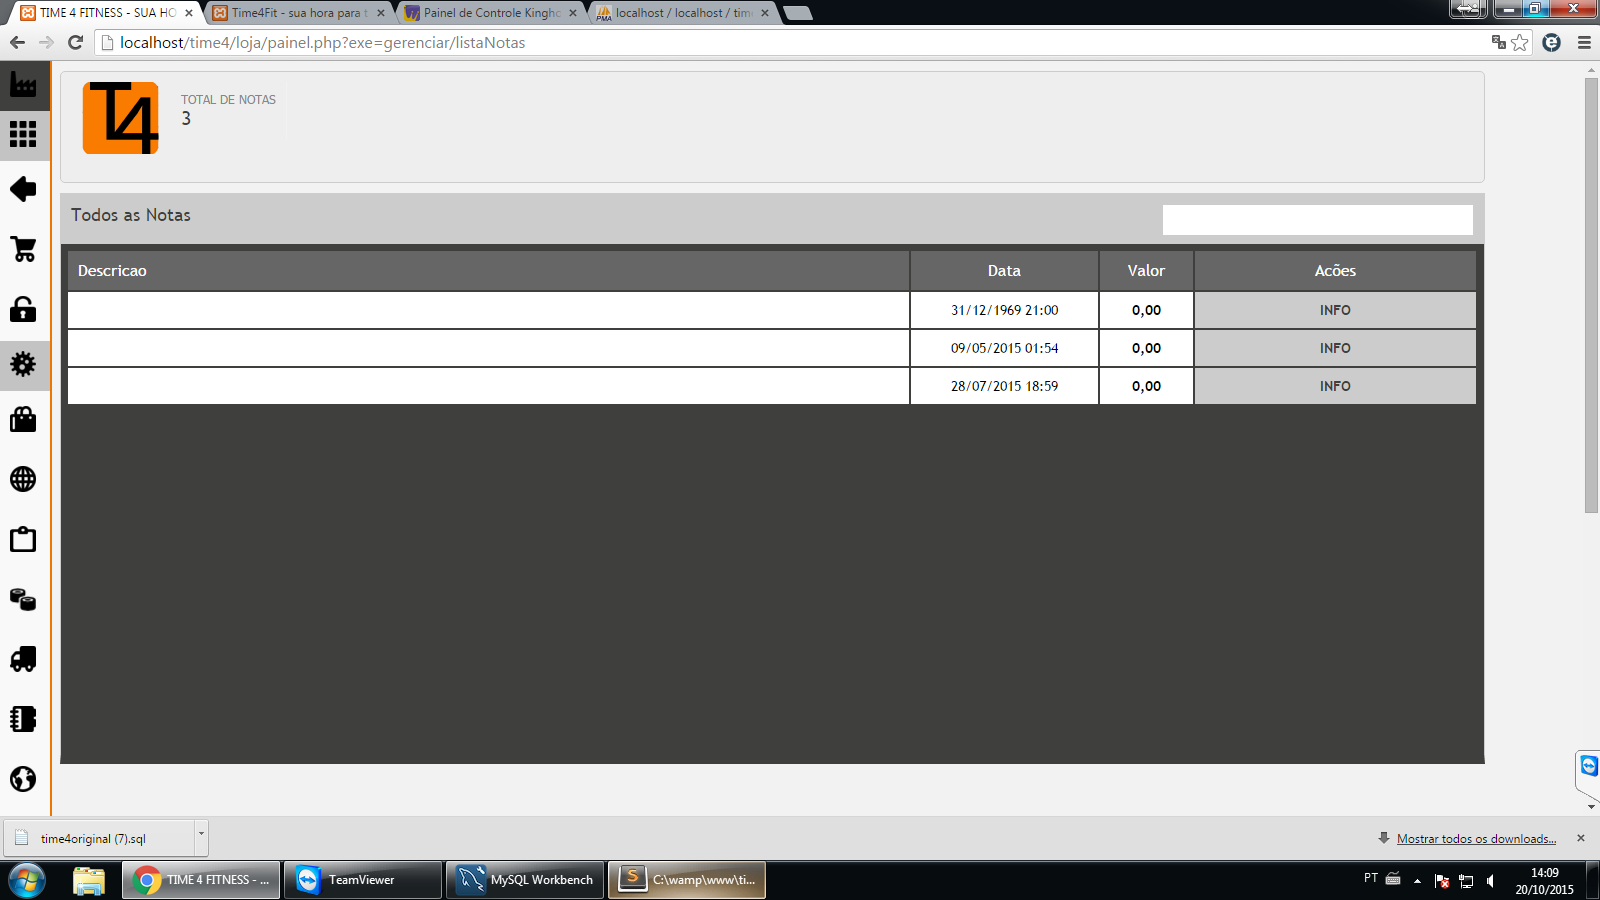 TIME 4 FITNESS - SUA HO
Time4Fit - sua hora para t
Painel de Controle Kingho
localhost / localhost / time
localhost/time4/loja/painel.php?exe=gerenciar/listaNotas
T4
TOTAL DE NOTAS
3
Todos as Notas
Descricao Data Valor Acões
31/12/1969 21:00 0,00 INFO
09/05/2015 01:54 0,00 INFO
28/07/2015 18:59 0,00 INFO
time4original (7).sql
Mostrar todos os downloads...
TIME 4 FITNESS - ...
TeamViewer
MySQL Workbench
C:\wamp\www\ti...
PT
14:09
20/10/2015